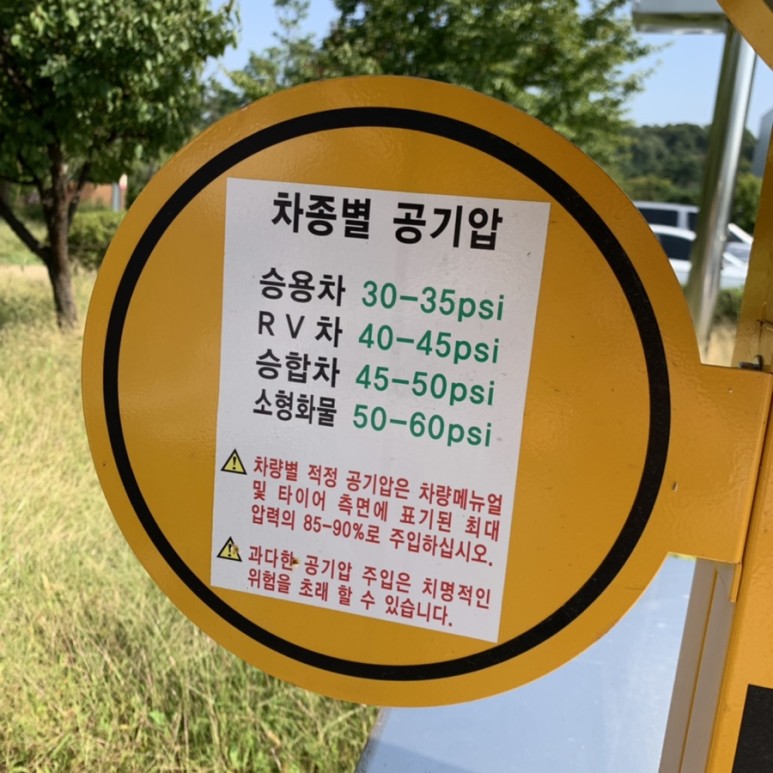 차종별 공기압
승용차 30-35psi
RV차 40-45psi
승합차 45-50psi
소형화물 50-60psi
차량별 적정 공기압은 차량메뉴얼
및 타이어 측면에 표기된 최대
압력의 85-90%로 주입하십시오.
과다한 공기압 주입은 치명적인
위험을 초래 할 수 있습니다.